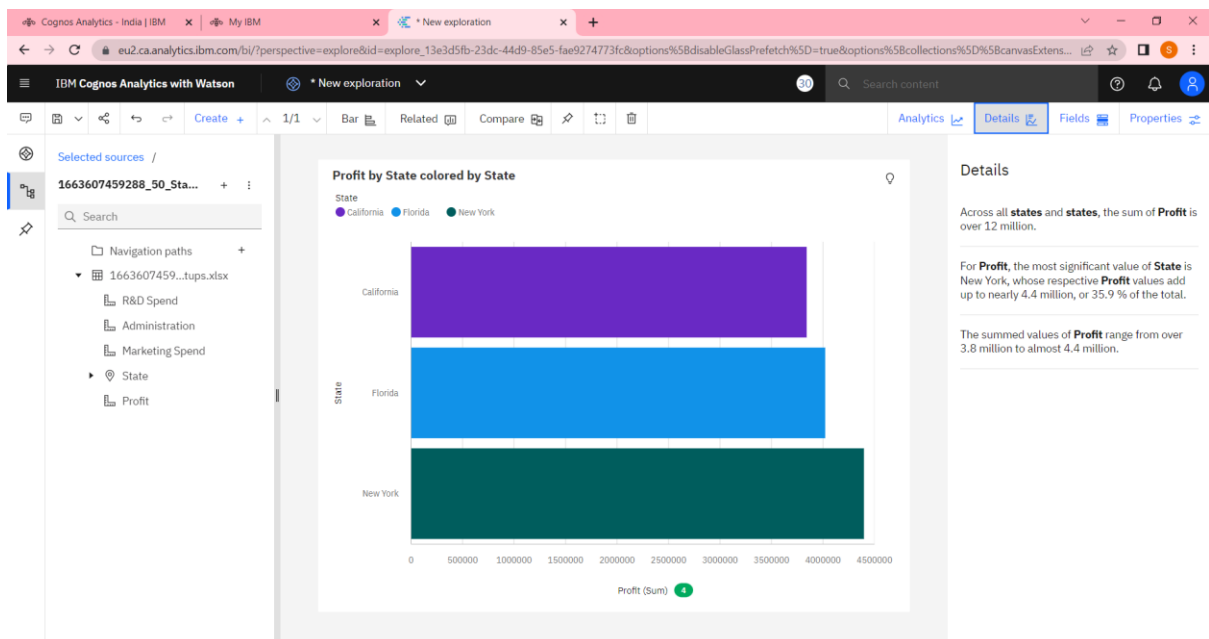 Cognos Analytics - India | IBM
My IBM
* New exploration
eu2.ca.analytics.ibm.com/bi/?perspective=explore&id=explore_13e3d5fb-23dc-44d9-85e5-fae9274773fc&options%5BdisableGlassPrefetch%5D=true&options%5Bcollections%5D%5BcanvasExtens...
S
IBM Cognos Analytics with Watson
* New exploration
30
Search content
Create +
1/1
Bar
Related
Compare
Analytics
Details
Fields
Properties
Selected sources /
1663607459288_50_Sta...
Search
Navigation paths
1663607459...tups.xlsx
R&D Spend
Administration
Marketing Spend
State
Profit
Profit by State colored by State
State
California Florida New York
California
Florida
New York
State
0 500000 1000000 1500000 2000000 2500000 3000000 3500000 4000000 4500000
Profit (Sum) 4
Details
Across all states and states, the sum of Profit is
over 12 million.
For Profit, the most significant value of State is
New York, whose respective Profit values add
up to nearly 4.4 million, or 35.9 % of the total.
The summed values of Profit range from over
3.8 million to almost 4.4 million.